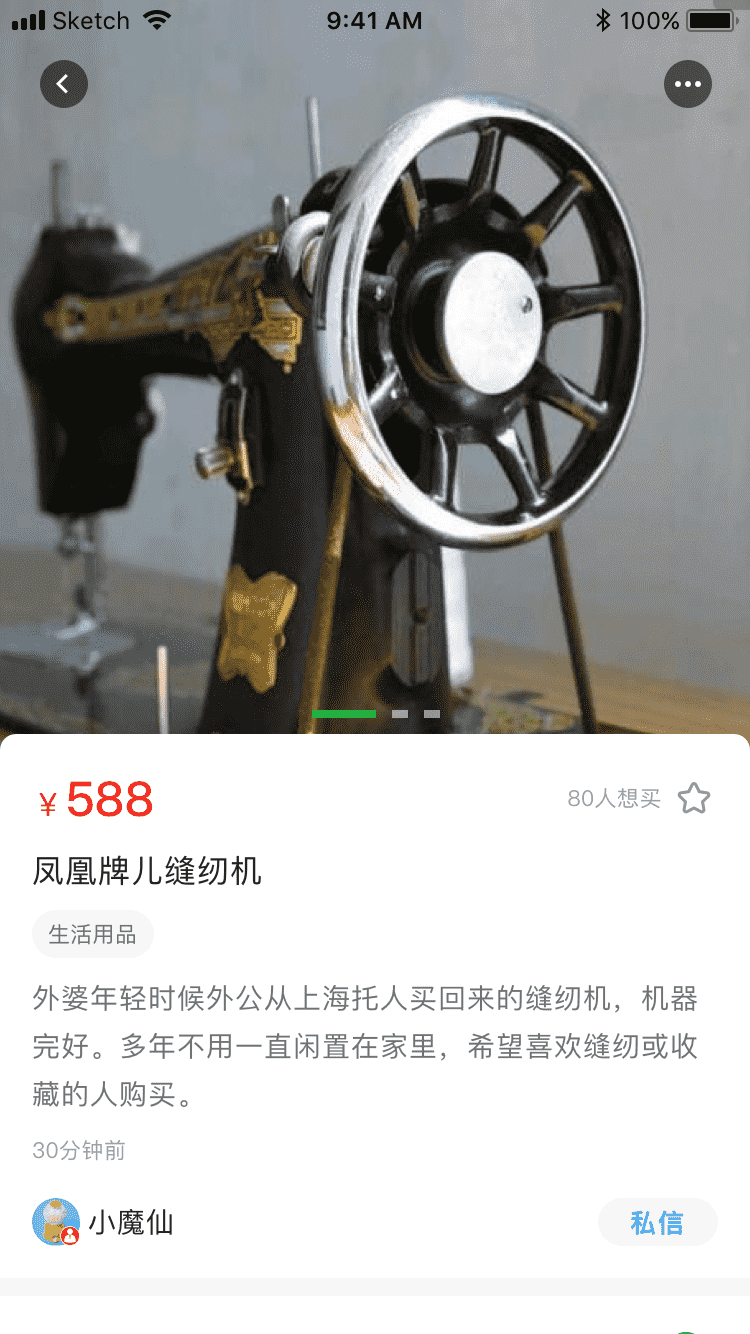 Sketch 9:41 AM 100%
¥ 588 80人想买
凤凰牌儿缝纫机
生活用品
外婆年轻时候外公从上海托人买回来的缝纫机，机器
完好。多年不用一直闲置在家里，希望喜欢缝纫或收
藏的人购买。
30分钟前
小魔仙 私信